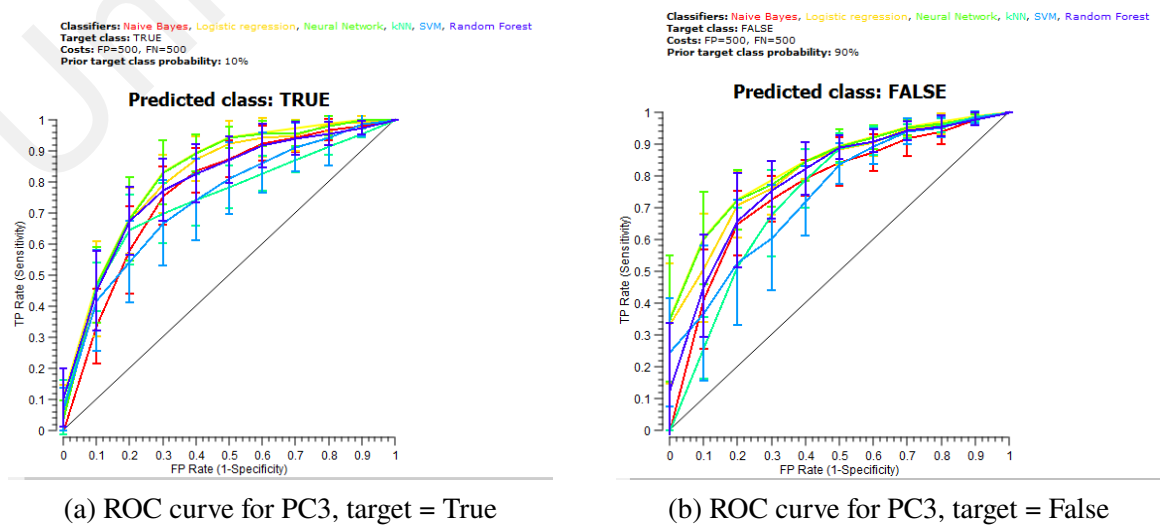 Uni
Classifiers: Naive Bayes, Logistic regression, Neural Network, kNN, SVM, Random Forest
Target class: TRUE
Costs: FP=500, FN=500
Prior target class probability: 10%
Predicted class: TRUE
TP Rate (Sensitivity)
1
0.9
0.8
0.7
0.6
0.5
0.4
0.3
0.2
0.1
0
0 0.1 0.2 0.3 0.4 0.5 0.6 0.7 0.8 0.9 1
FP Rate (1-Specificity)
(a) ROC curve for PC3, target = True
Classifiers: Naive Bayes, Logistic regression, Neural Network, kNN, SVM, Random Forest
Target class: FALSE
Costs: FP=500, FN=500
Prior target class probability: 90%
Predicted class: FALSE
TP Rate (Sensitivity)
1
0.9
0.8
0.7
0.6
0.5
0.4
0.3
0.2
0.1
0
0 0.1 0.2 0.3 0.4 0.5 0.6 0.7 0.8 0.9 1
FP Rate (1-Specificity)
(b) ROC curve for PC3, target = False